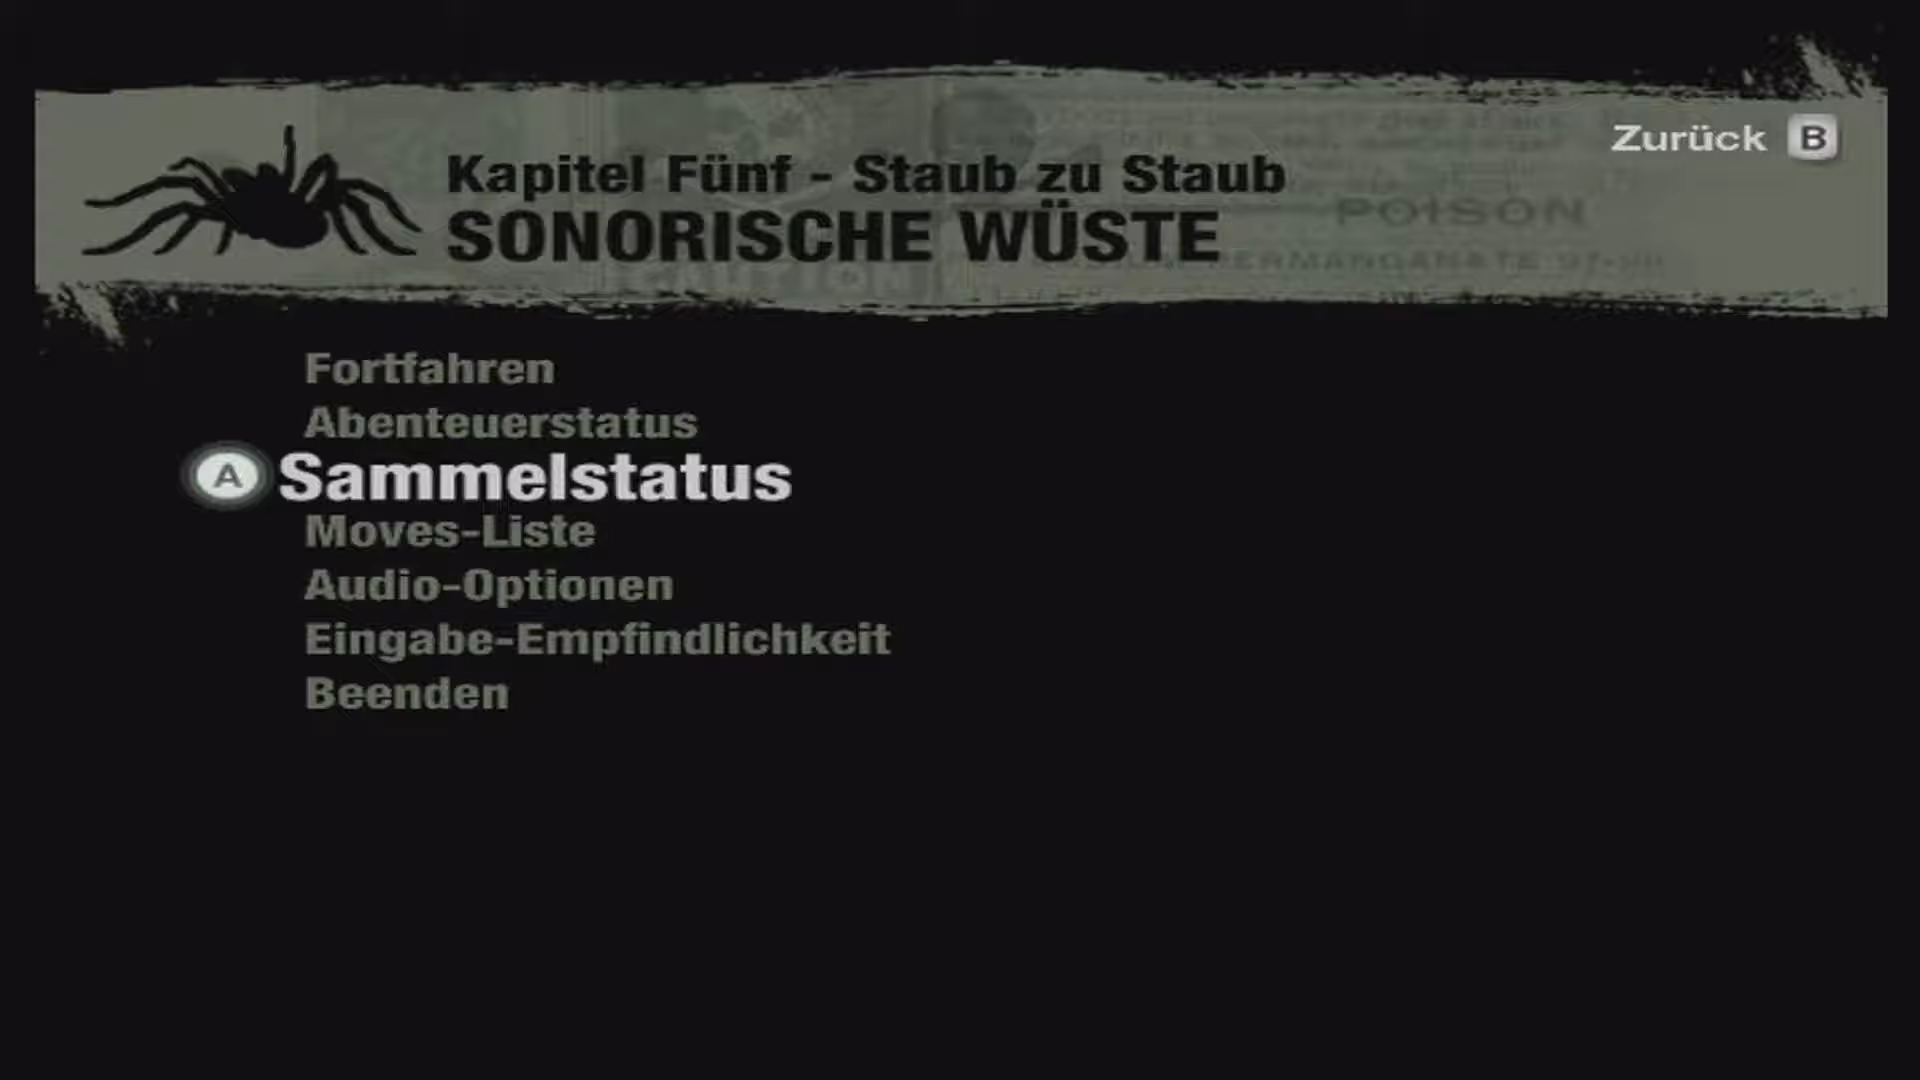 Kapitel Fünf - Staub zu Staub
SONORISCHE WÜSTE
Zurück B
POISON
PERMANGANATE
Fortfahren
Abenteuerstatus
A Sammelstatus
Moves-Liste
Audio-Optionen
Eingabe-Empfindlichkeit
Beenden